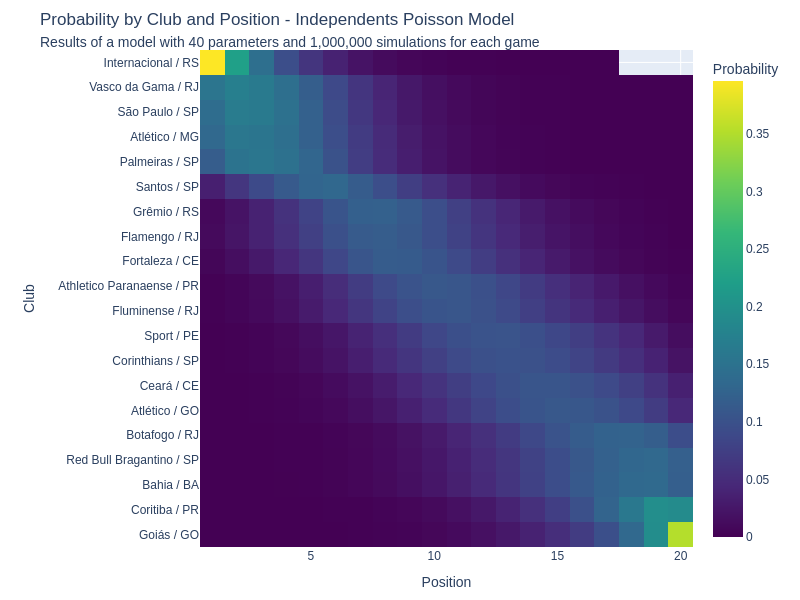 Probability by Club and Position - Independents Poisson Model
Results of a model with 40 parameters and 1,000,000 simulations for each game
Internacional / RS
Vasco da Gama / RJ
São Paulo / SP
Atlético / MG
Palmeiras / SP
Santos / SP
Grêmio / RS
Flamengo / RJ
Fortaleza / CE
Athletico Paranaense / PR
Fluminense / RJ
Sport / PE
Corinthians / SP
Ceará / CE
Atlético / GO
Botafogo / RJ
Red Bull Bragantino / SP
Bahia / BA
Coritiba / PR
Goiás / GO
Club
5
10
15
20
Position
Probability
0.35
0.3
0.25
0.2
0.15
0.1
0.05
0